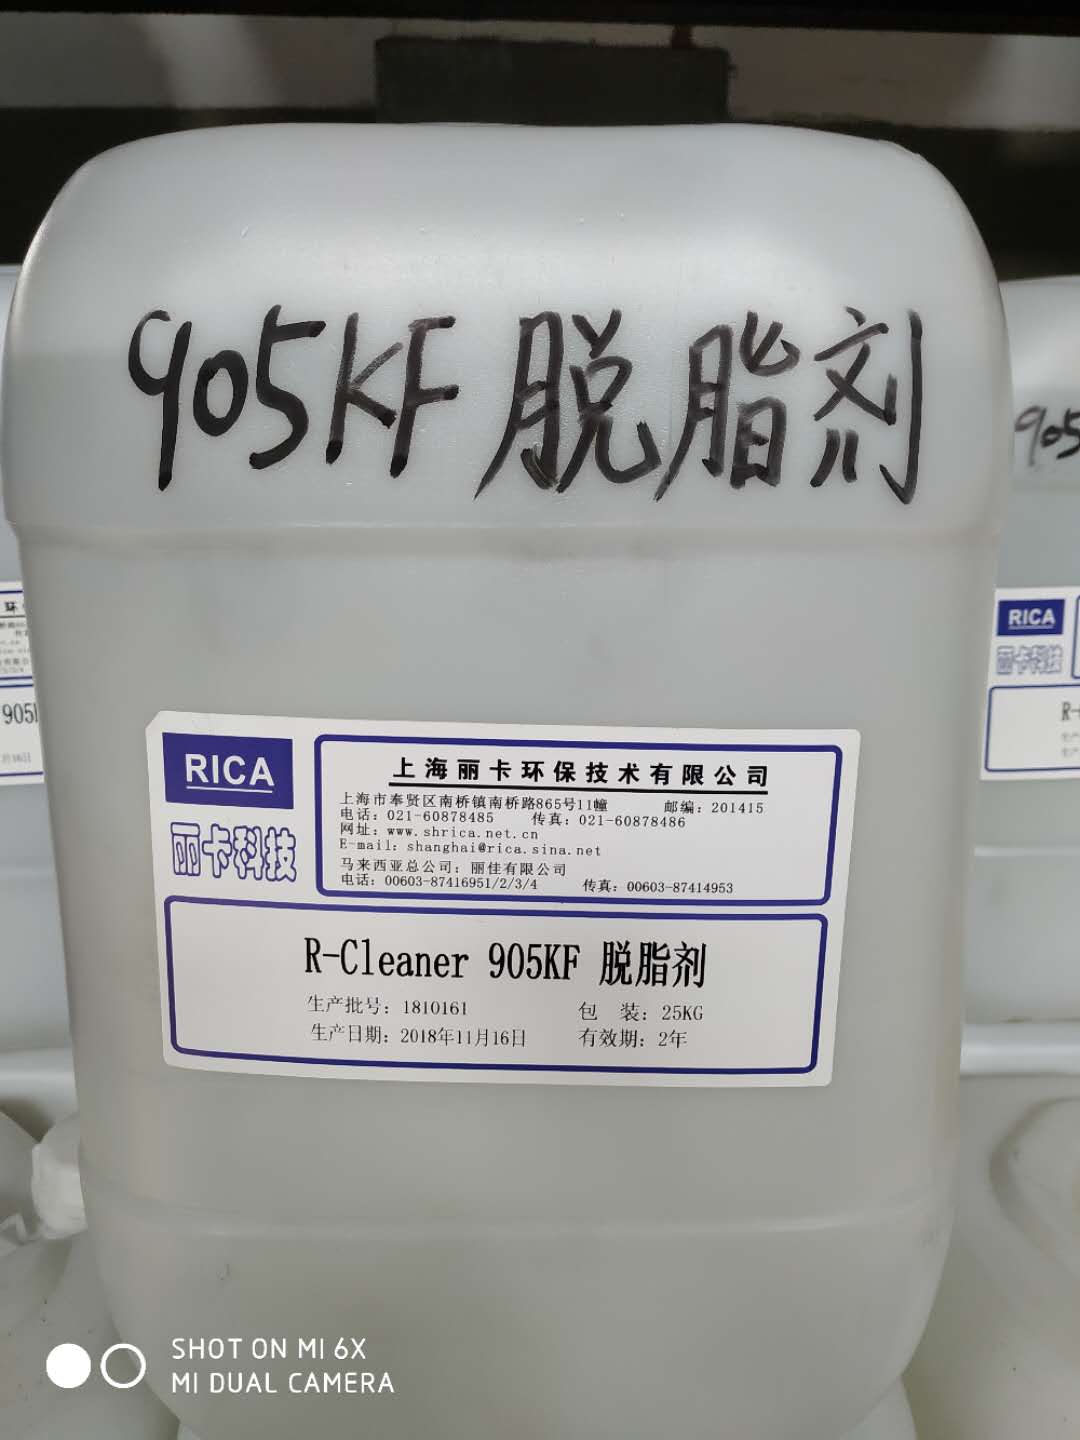 905KF 脱脂剂
905
RICA
丽卡科技
上海丽卡环保技术有限公司
上海市奉贤区南桥镇南桥路865号11幢 邮编：201415
电话：021-60878485 传真：021-60878486
网址：www.shrica.net.cn
E-mail：shanghai@rica.sina.net
马来西亚总公司：丽佳有限公司
电话：00603-87416951/2/3/4 传真：00603-87414953
R-Cleaner 905KF 脱脂剂
生产批号：1810161 包 装：25KG
生产日期：2018年11月16日 有效期：2年
RICA
丽卡科技
SHOT ON MI 6X
MI DUAL CAMERA